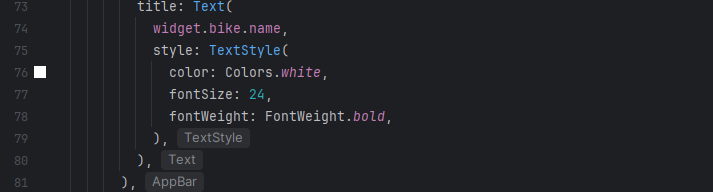 73 title: Text(
74 widget.bike.name,
75 style: TextStyle(
76 color: Colors.white,
77 fontSize: 24,
78 fontWeight: FontWeight.bold,
79 ), TextStyle
80 ), Text
81 ), AppBar